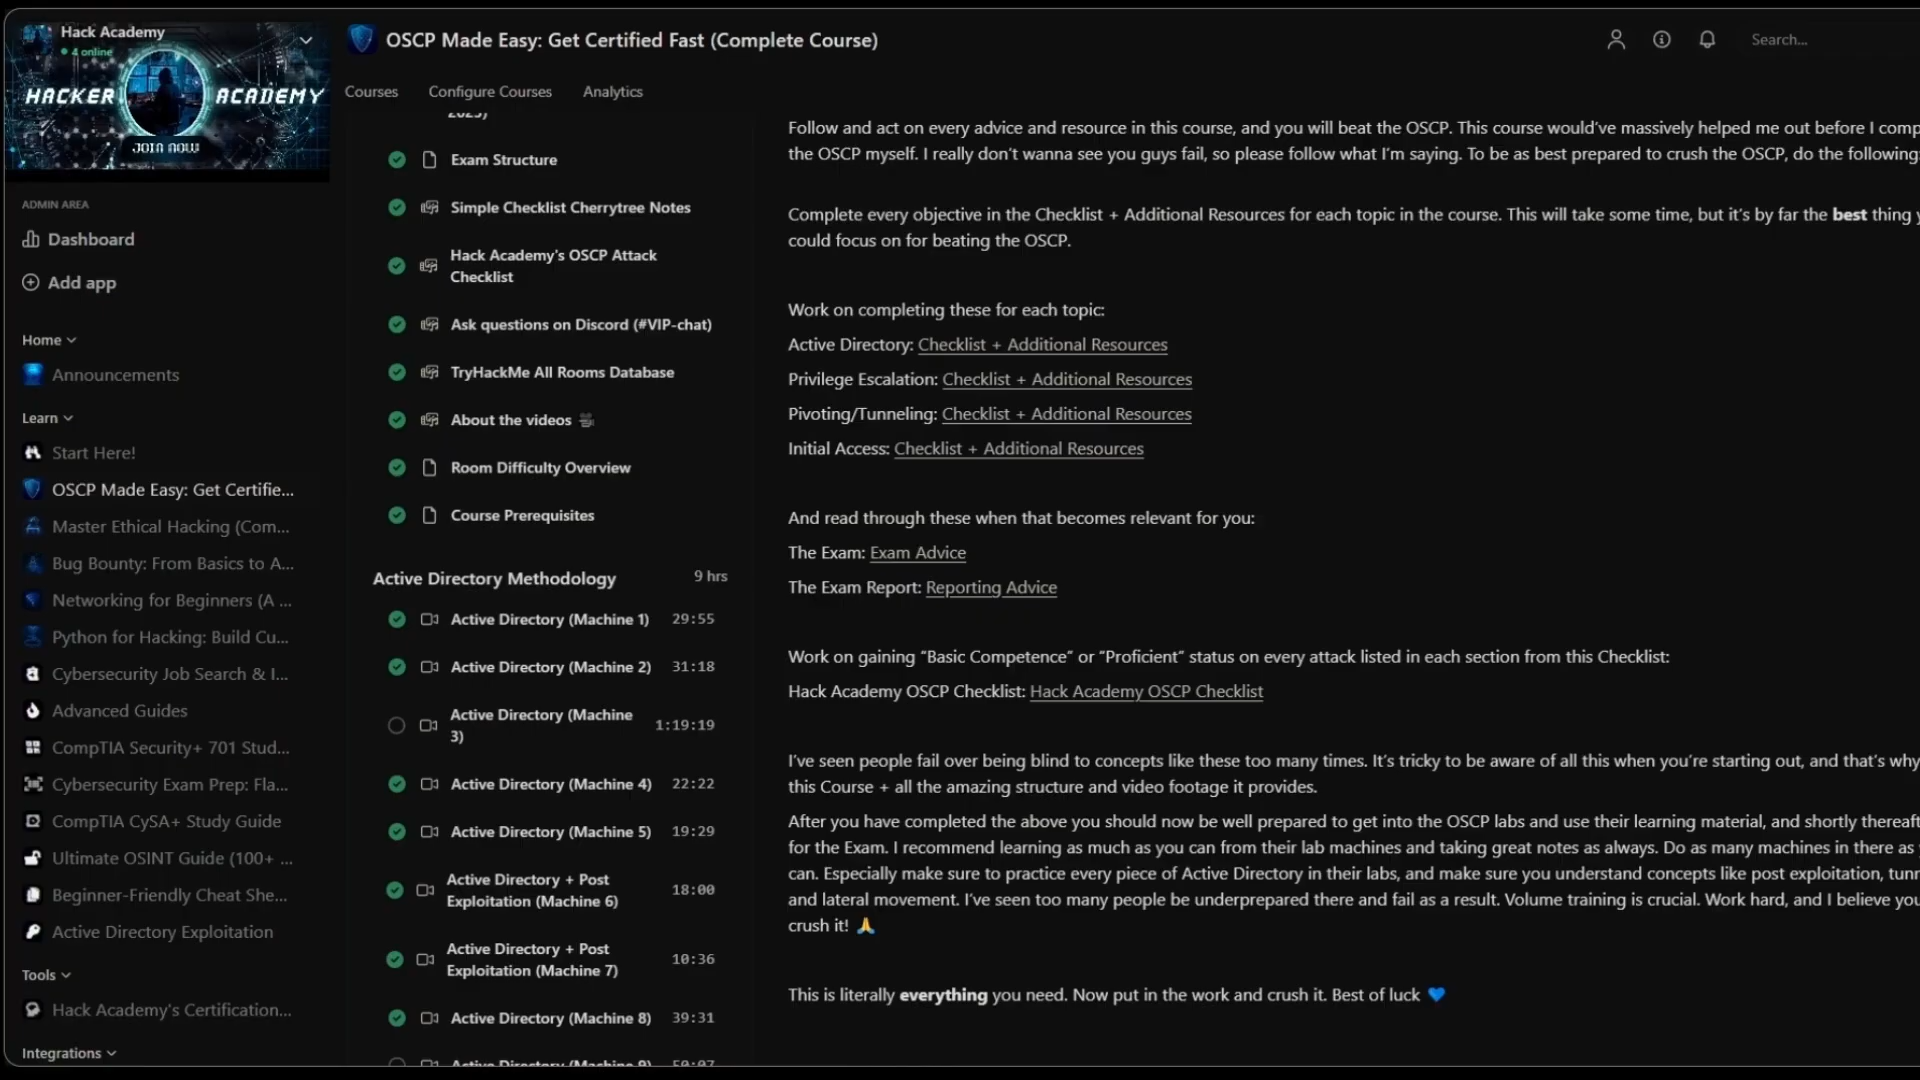 Hack Academy
4 online
HACKER ACADEMY
JOIN NOW
ADMIN AREA
Dashboard
Add app
Home
Announcements
Learn
Start Here!
OSCP Made Easy: Get Certifie...
Master Ethical Hacking (Com...
Bug Bounty: From Basics to A...
Networking for Beginners (A ...
Python for Hacking: Build Cu...
Cybersecurity Job Search & I...
Advanced Guides
CompTIA Security+ 701 Stud...
Cybersecurity Exam Prep: Fla...
CompTIA CySA+ Study Guide
Ultimate OSINT Guide (100+ ...
Beginner-Friendly Cheat She...
Active Directory Exploitation
Tools
Hack Academy's Certification...
Integrations
OSCP Made Easy: Get Certified Fast (Complete Course)
Search...
Courses Configure Courses Analytics
2025)
Exam Structure
Simple Checklist Cherrytree Notes
Hack Academy's OSCP Attack
Checklist
Ask questions on Discord (#VIP-chat)
TryHackMe All Rooms Database
About the videos
Room Difficulty Overview
Course Prerequisites
Active Directory Methodology 9 hrs
Active Directory (Machine 1) 29:55
Active Directory (Machine 2) 31:18
Active Directory (Machine
3) 1:19:19
Active Directory (Machine 4) 22:22
Active Directory (Machine 5) 19:29
Active Directory + Post
Exploitation (Machine 6) 18:00
Active Directory + Post
Exploitation (Machine 7) 10:36
Active Directory (Machine 8) 39:31
Active Directory (Machine 9) 50:07
Follow and act on every advice and resource in this course, and you will beat the OSCP. This course would've massively helped me out before I comp
the OSCP myself. I really don't wanna see you guys fail, so please follow what I'm saying. To be as best prepared to crush the OSCP, do the following
Complete every objective in the Checklist + Additional Resources for each topic in the course. This will take some time, but it's by far the best thing y
could focus on for beating the OSCP.
Work on completing these for each topic:
Active Directory: Checklist + Additional Resources
Privilege Escalation: Checklist + Additional Resources
Pivoting/Tunneling: Checklist + Additional Resources
Initial Access: Checklist + Additional Resources
And read through these when that becomes relevant for you:
The Exam: Exam Advice
The Exam Report: Reporting Advice
Work on gaining “Basic Competence” or “Proficient” status on every attack listed in each section from this Checklist:
Hack Academy OSCP Checklist: Hack Academy OSCP Checklist
I've seen people fail over being blind to concepts like these too many times. It's tricky to be aware of all this when you're starting out, and that's why
this Course + all the amazing structure and video footage it provides.
After you have completed the above you should now be well prepared to get into the OSCP labs and use their learning material, and shortly thereaft
for the Exam. I recommend learning as much as you can from their lab machines and taking great notes as always. Do as many machines in there as
can. Especially make sure to practice every piece of Active Directory in their labs, and make sure you understand concepts like post exploitation, tunn
and lateral movement. I've seen too many people be underprepared there and fail as a result. Volume training is crucial. Work hard, and I believe you
crush it! 🙏
This is literally everything you need. Now put in the work and crush it. Best of luck 💙